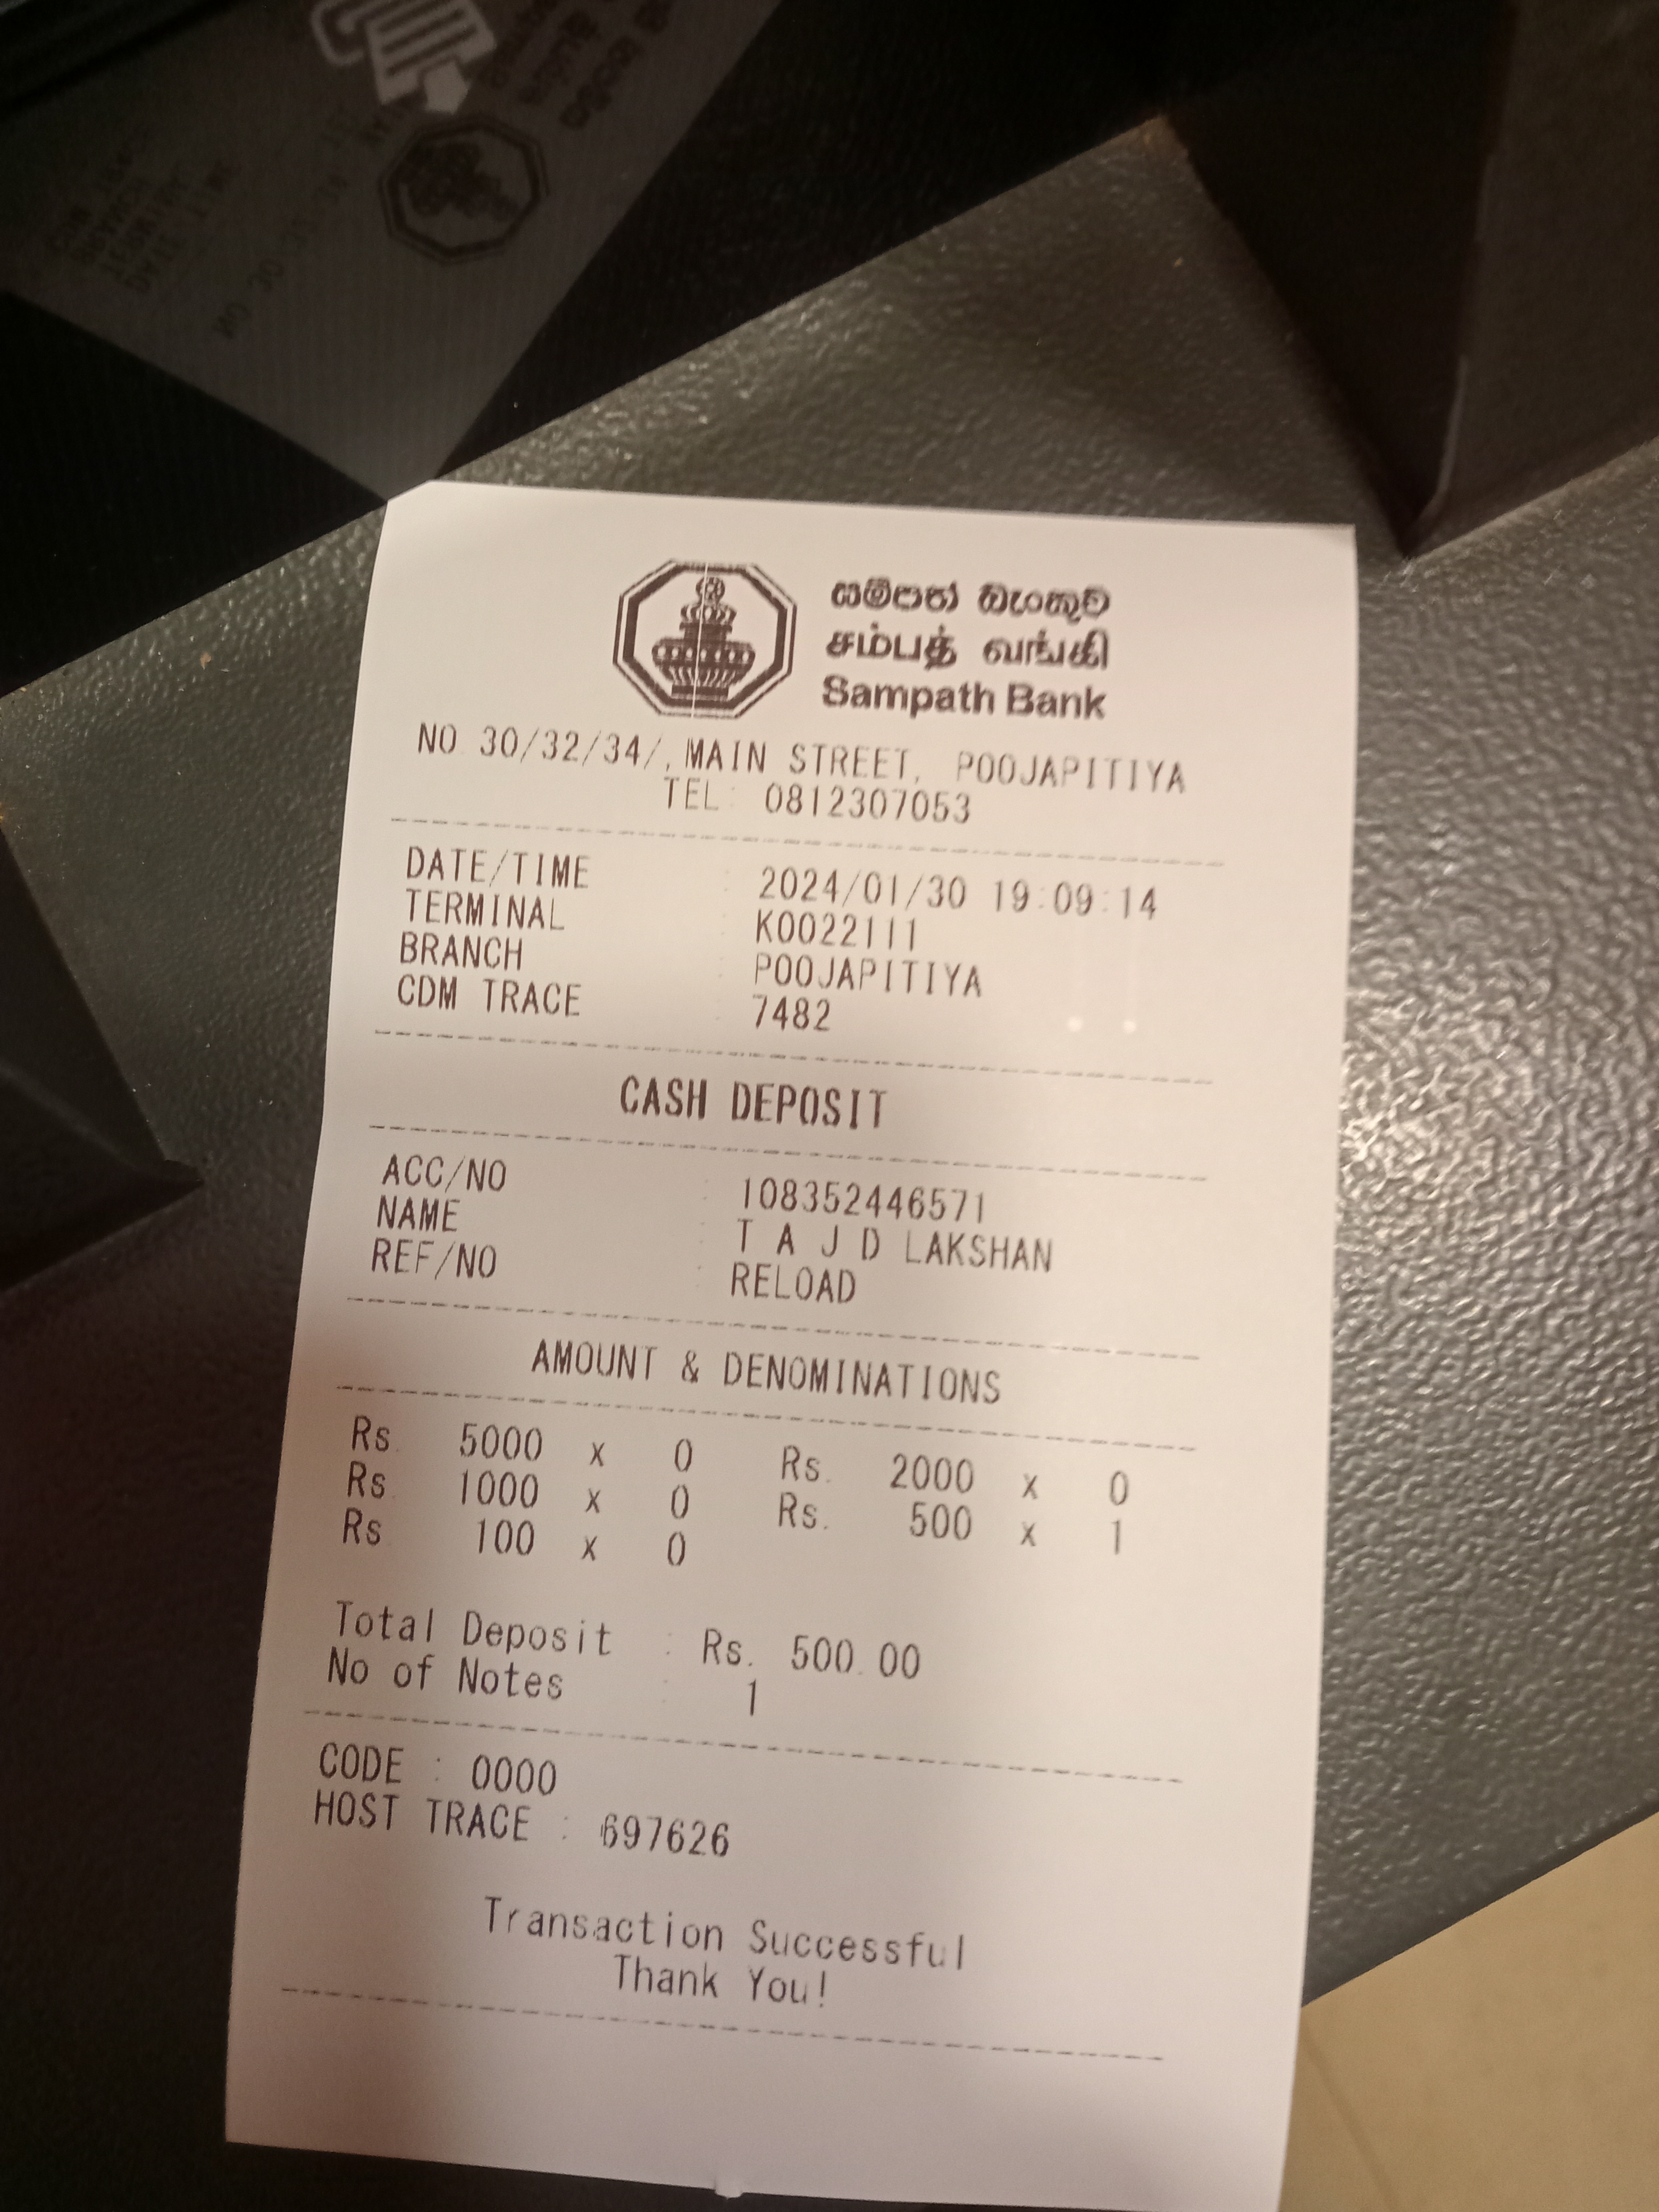 සම්පත් බැංකුව
சம்பத் வங்கி
Sampath Bank
NO 30/32/34/, MAIN STREET, POOJAPITIYA
TEL: 0812307053
DATE/TIME : 2024/01/30 19:09:14
TERMINAL : K0022111
BRANCH : POOJAPITIYA
CDM TRACE : 7482
CASH DEPOSIT
ACC/NO : 108352446571
NAME : T A J D LAKSHAN
REF/NO : RELOAD
AMOUNT & DENOMINATIONS
Rs. 5000 x 0 Rs. 2000 x 0
Rs. 1000 x 0 Rs. 500 x 1
Rs 100 x 0
Total Deposit : Rs. 500.00
No of Notes : 1
CODE : 0000
HOST TRACE : 697626
Transaction Successful
Thank You!